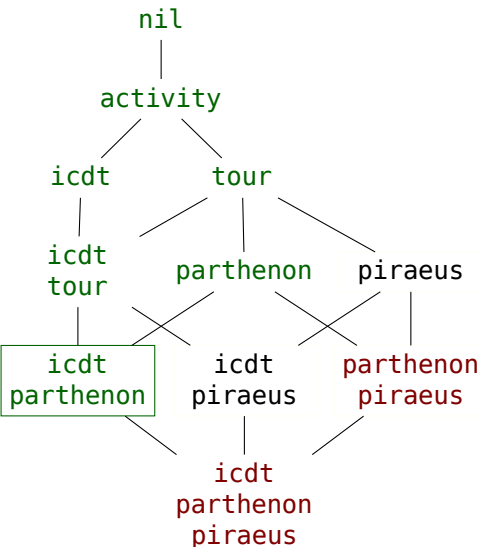 nil
activity
icdt
tour
icdt
tour
parthenon
piraeus
icdt
parthenon
icdt
piraeus
parthenon
piraeus
icdt
parthenon
piraeus